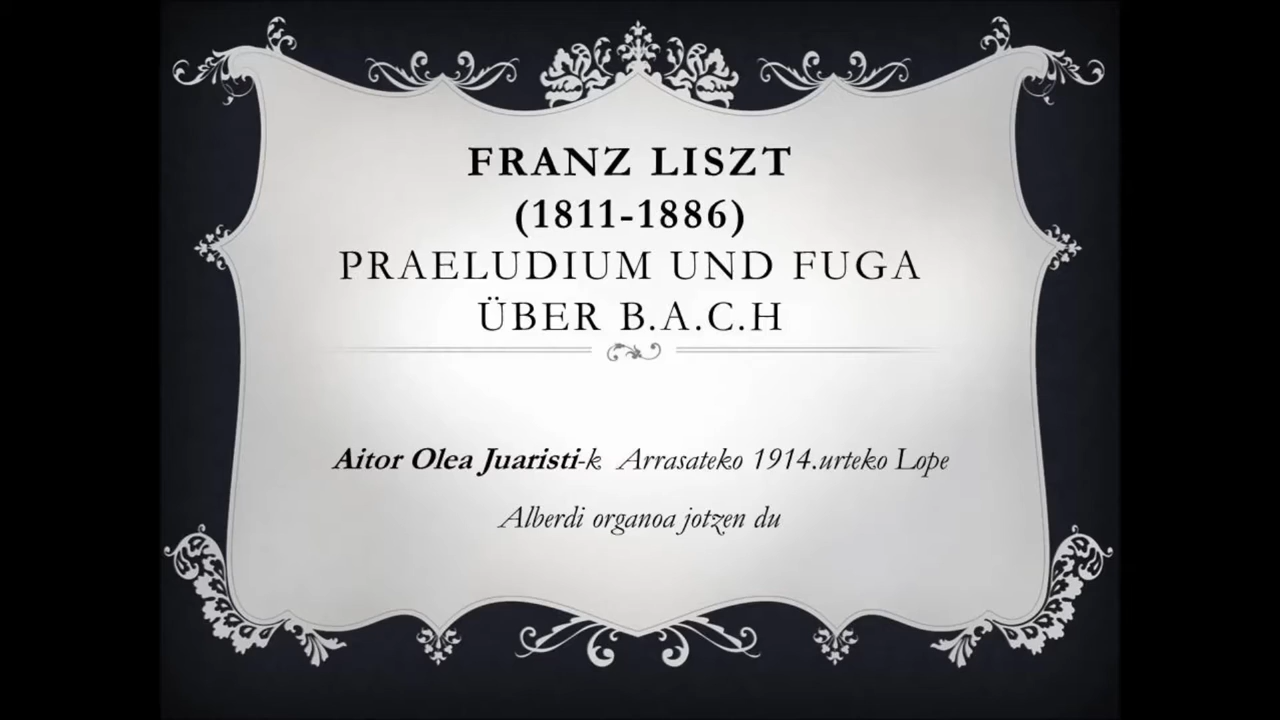 FRANZ LISZT
(1811-1886)
PRAELUDIUM UND FUGA
ÜBER B.A.C.H
Aitor Olea Juaristi-k Arrasateko 1914.urteko Lope
Alberdi organoa jotzen du